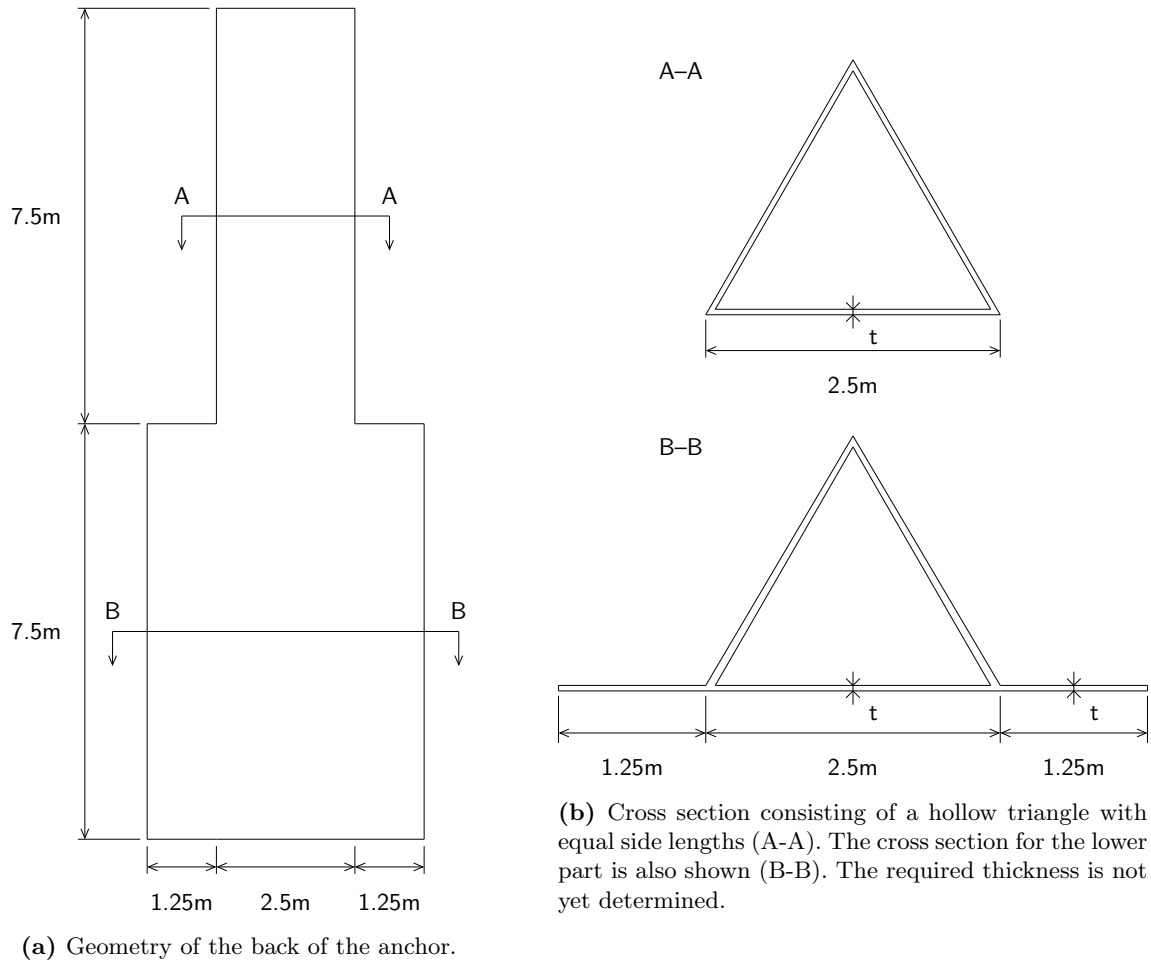 A
A
7.5m
B
B
7.5m
1.25m
2.5m
1.25m
(a) Geometry of the back of the anchor.
A–A
t
2.5m
B–B
t
t
1.25m
2.5m
1.25m
(b) Cross section consisting of a hollow triangle with
equal side lengths (A-A). The cross section for the lower
part is also shown (B-B). The required thickness is not
yet determined.